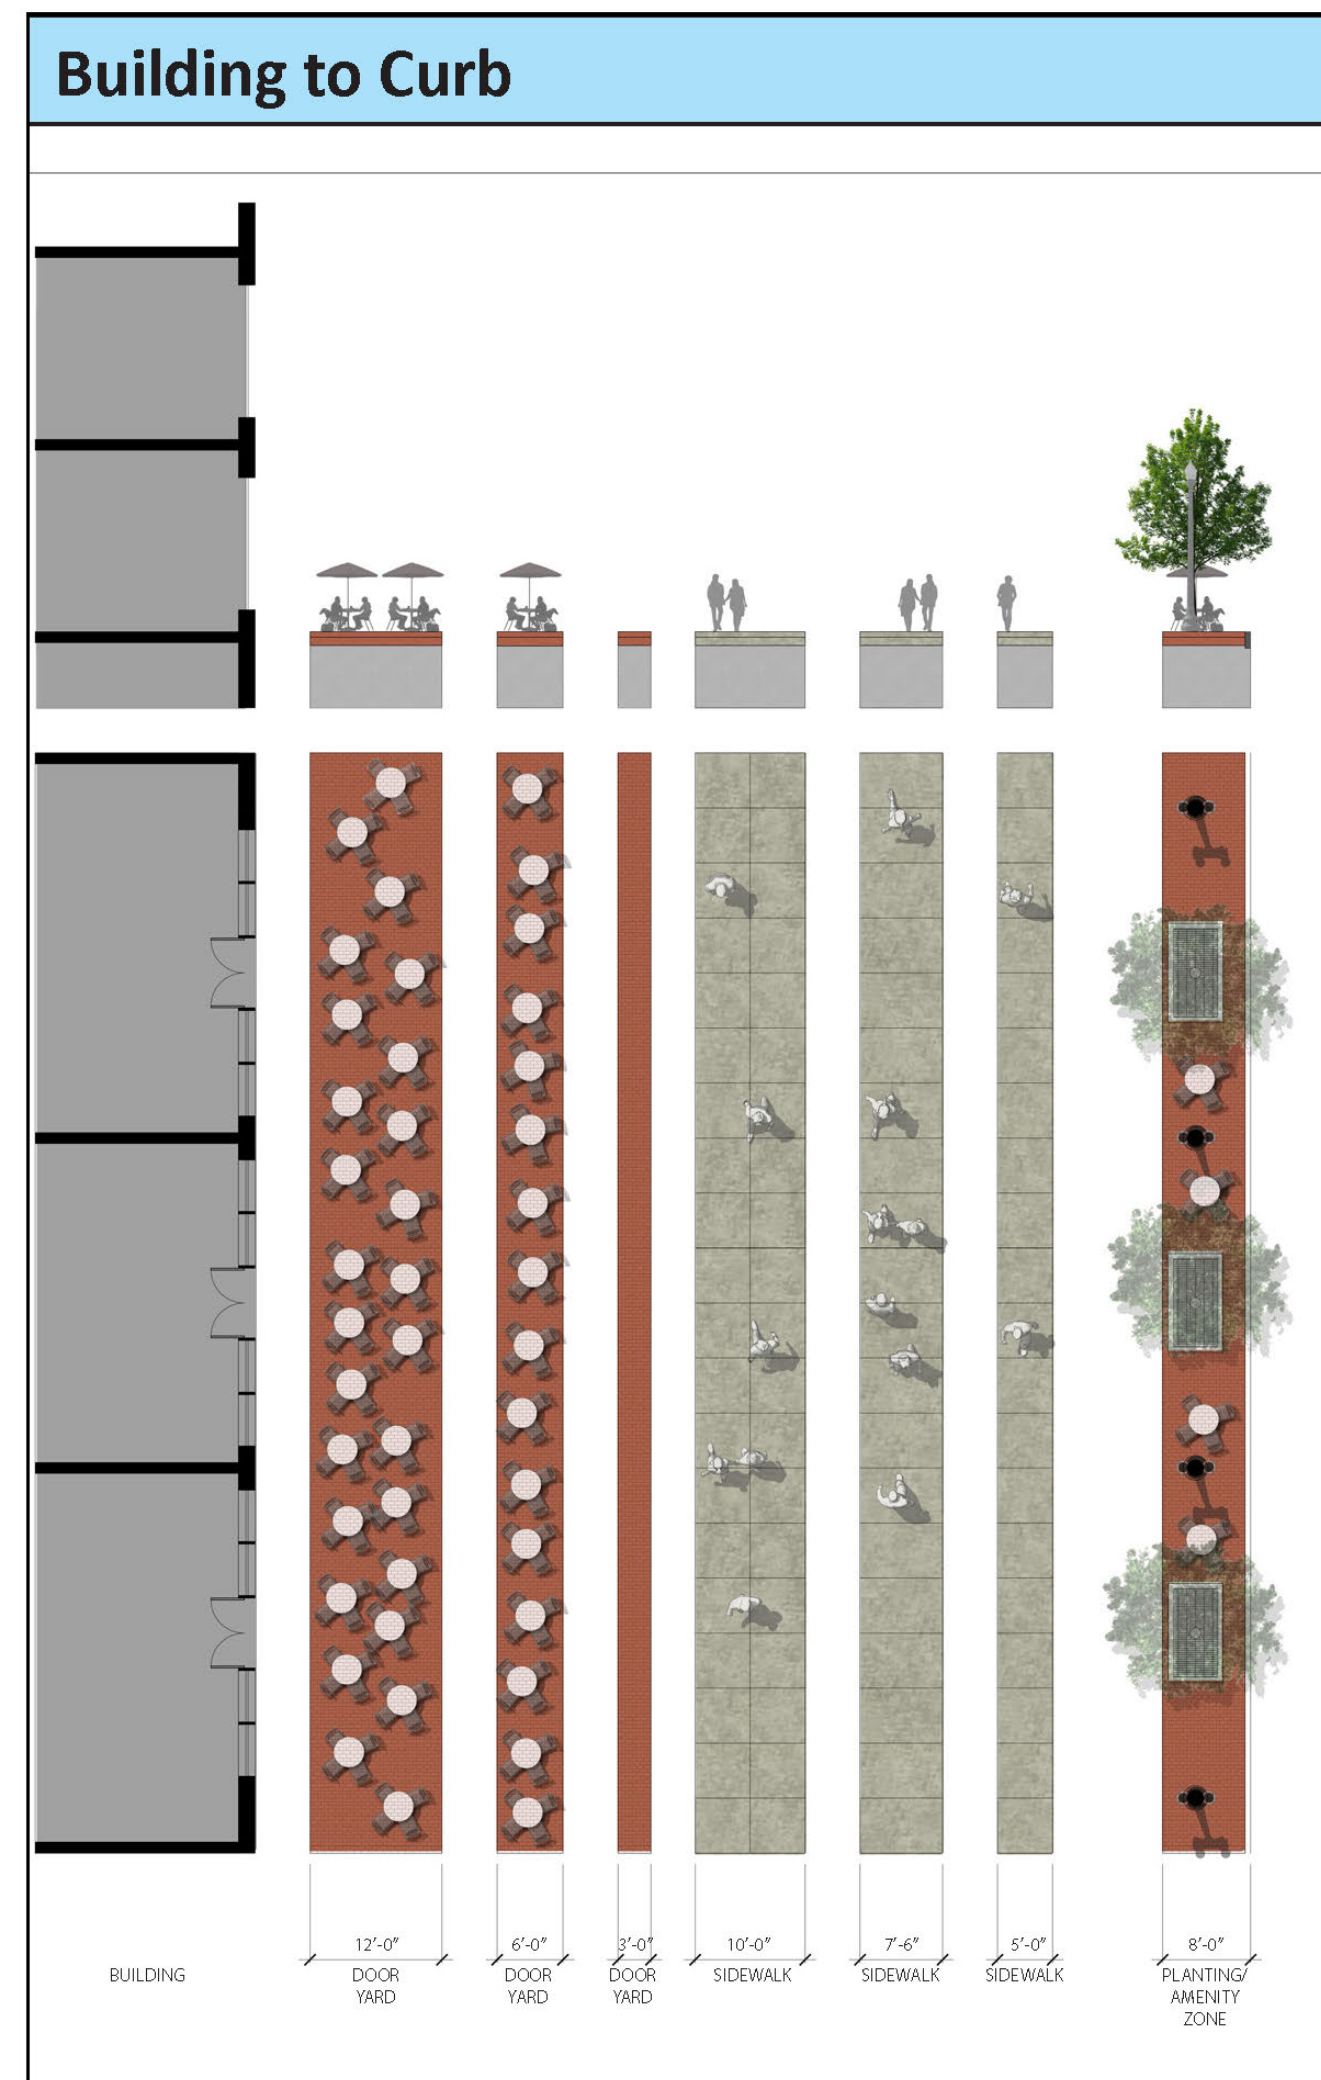 Building to Curb
12'-0"
6'-0"
3'-0"
10'-0"
7'-6"
5'-0"
8'-0"
BUILDING
DOOR
YARD
DOOR
YARD
DOOR
YARD
SIDEWALK
SIDEWALK
SIDEWALK
PLANTING/
AMENITY
ZONE